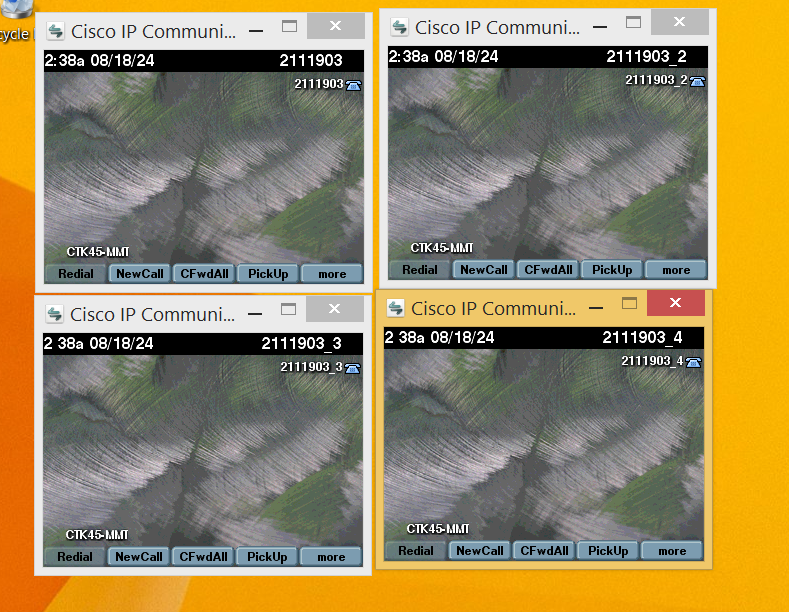 cycle
Cisco IP Communi...
2:38a 08/18/24 2111903
2111903
CTK45-MMT
Redial NewCall CFwdAll PickUp more
Cisco IP Communi...
2:38a 08/18/24 2111903_2
2111903_2
CTK45-MMT
Redial NewCall CFwdAll PickUp more
Cisco IP Communi...
2 38a 08/18/24 2111903_3
2111903_3
CTK45-MMT
Redial NewCall CFwdAll PickUp more
Cisco IP Communi...
2 38a 08/18/24 2111903_4
2111903_4
CTK45-MMT
Redial NewCall CFwdAll PickUp more